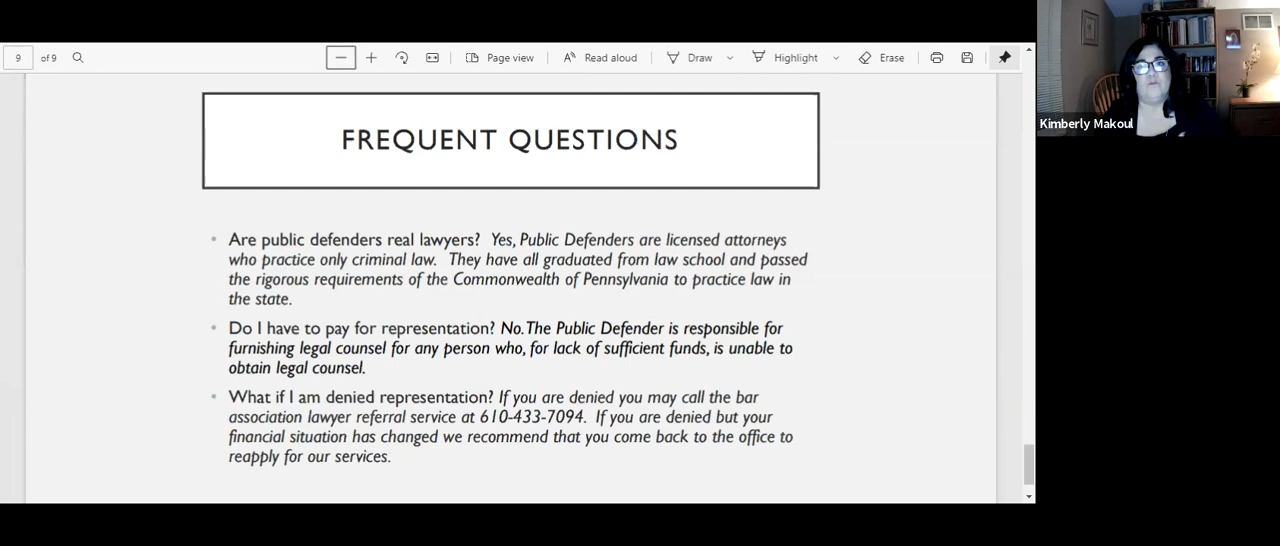 9 of 9
Page view
Read aloud
Draw
Highlight
Erase
Kimberly Makoul
FREQUENT QUESTIONS
• Are public defenders real lawyers? Yes, Public Defenders are licensed attorneys
who practice only criminal law. They have all graduated from law school and passed
the rigorous requirements of the Commonwealth of Pennsylvania to practice law in
the state.
• Do I have to pay for representation? No. The Public Defender is responsible for
furnishing legal counsel for any person who, for lack of sufficient funds, is unable to
obtain legal counsel.
• What if I am denied representation? If you are denied you may call the bar
association lawyer referral service at 610-433-7094. If you are denied but your
financial situation has changed we recommend that you come back to the office to
reapply for our services.